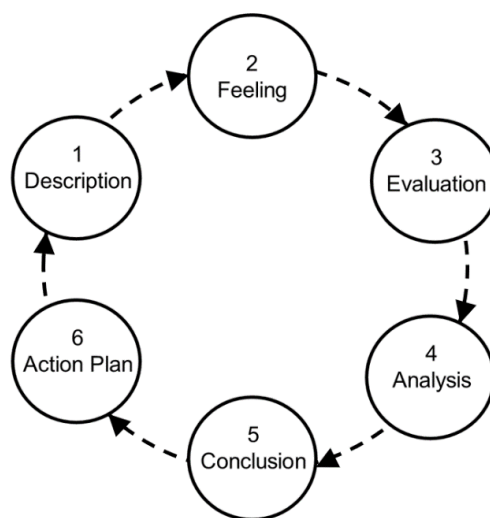 1
Description
2
Feeling
3
Evaluation
4
Analysis
5
Conclusion
6
Action Plan